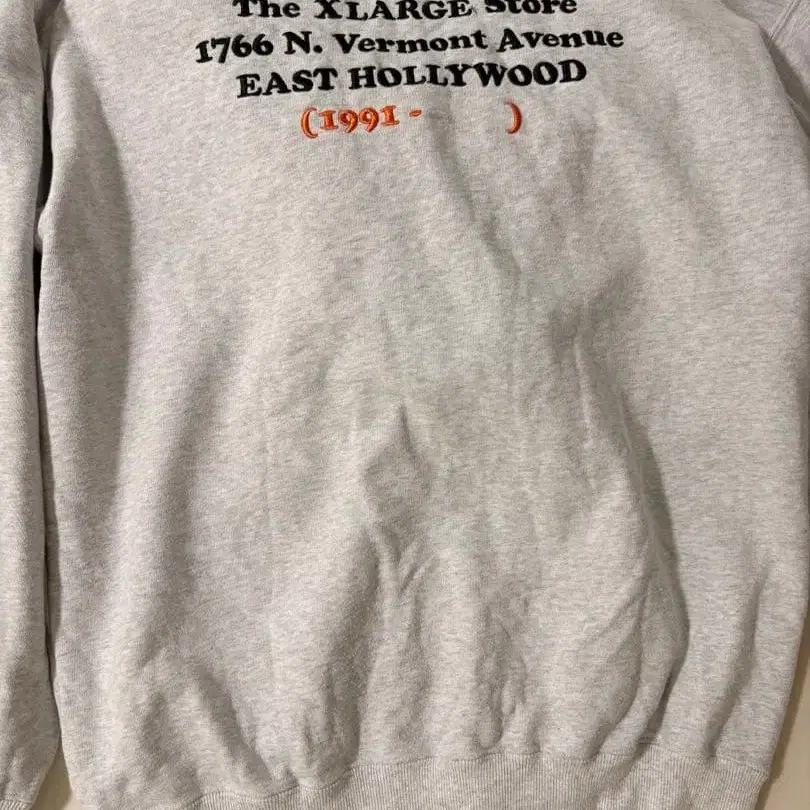 The XLARGE Store
1766 N. Vermont Avenue
EAST HOLLYWOOD
(1991 - )